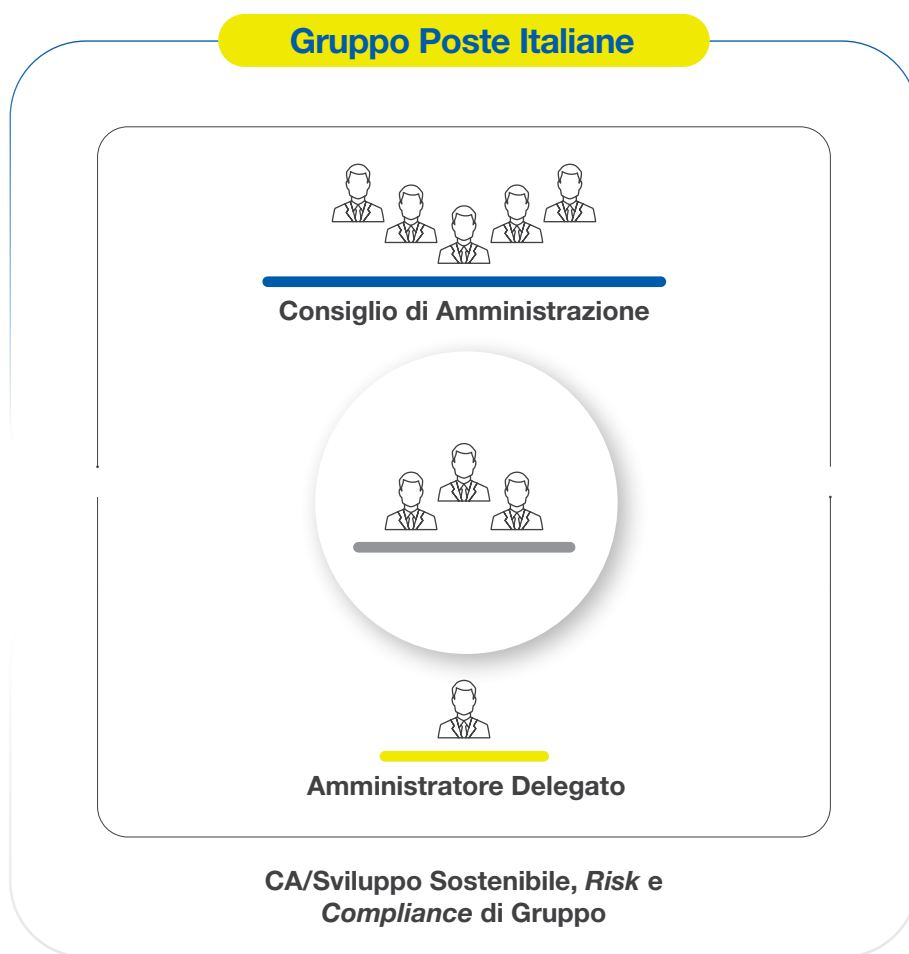 Gruppo Poste Italiane
Consiglio di Amministrazione
Amministratore Delegato
CA/Sviluppo Sostenibile, Risk e
Compliance di Gruppo